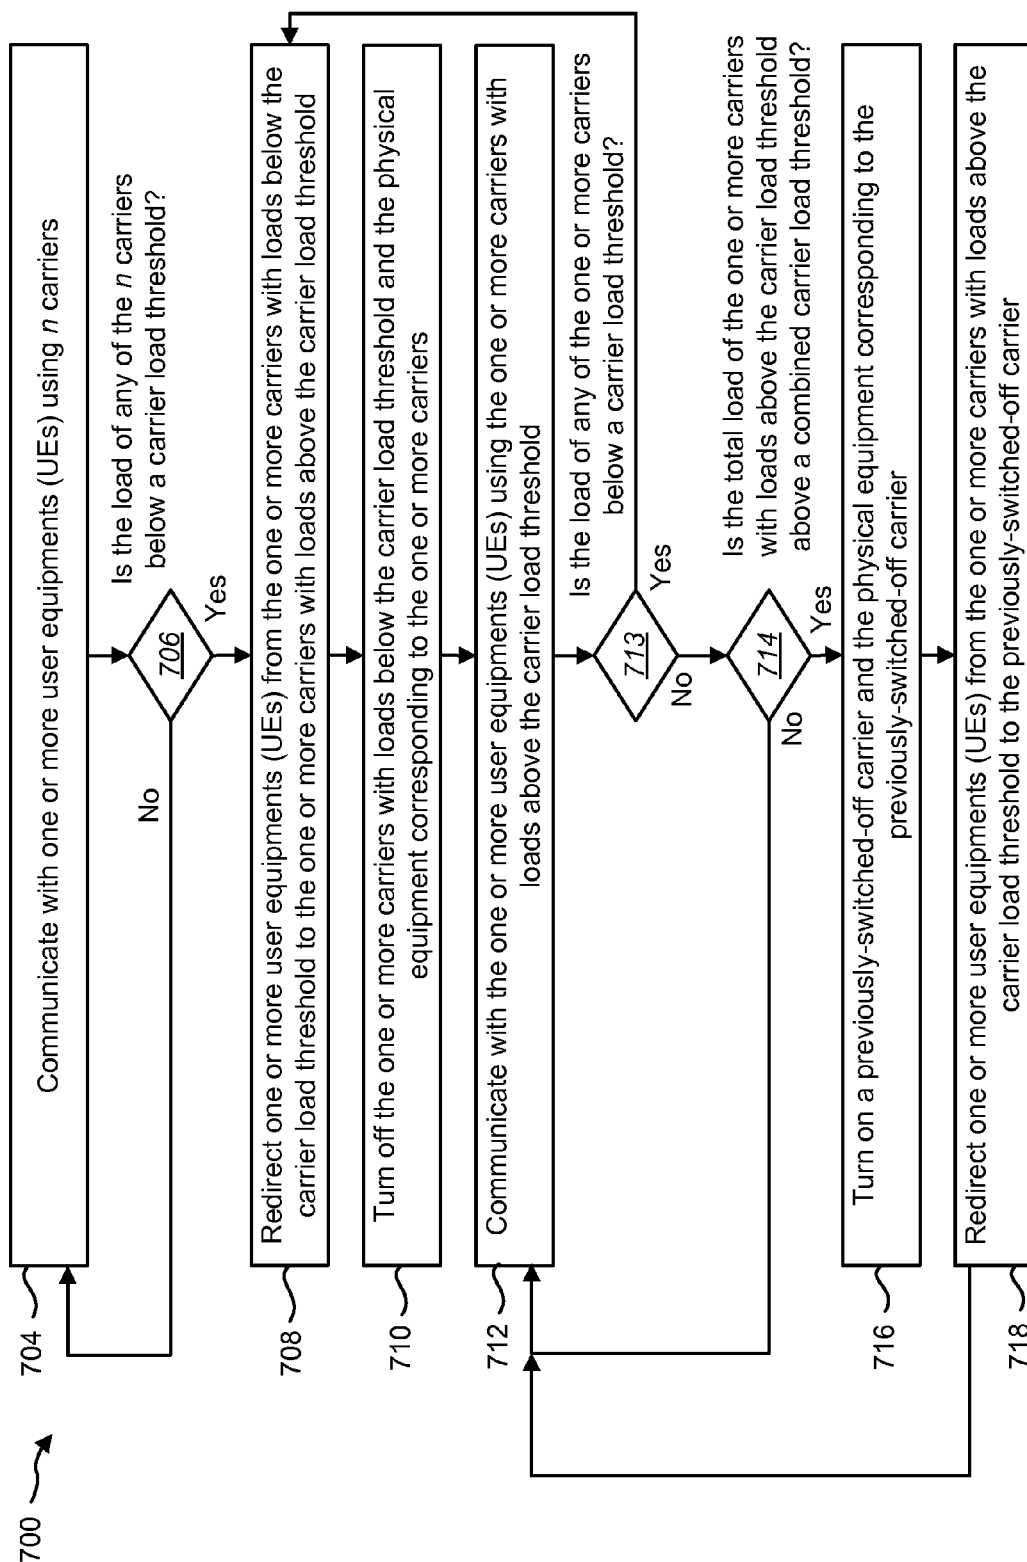 700
704
Communicate with one or more user equipments (UEs) using n carriers
706
Is the load of any of the n carriers
below a carrier load threshold?
No
Yes
708
Redirect one or more user equipments (UEs) from the one or more carriers with loads below the
carrier load threshold to the one or more carriers with loads above the carrier load threshold
710
Turn off the one or more carriers with loads below the carrier load threshold and the physical
equipment corresponding to the one or more carriers
712
Communicate with the one or more user equipments (UEs) using the one or more carriers with
loads above the carrier load threshold
713
Is the load of any of the one or more carriers
below a carrier load threshold?
Yes
No
714
Is the total load of the one or more carriers
with loads above the carrier load threshold
above a combined carrier load threshold?
No
Yes
716
Turn on a previously-switched-off carrier and the physical equipment corresponding to the
previously-switched-off carrier
718
Redirect one or more user equipments (UEs) from the one or more carriers with loads above the
carrier load threshold to the previously-switched-off carrier